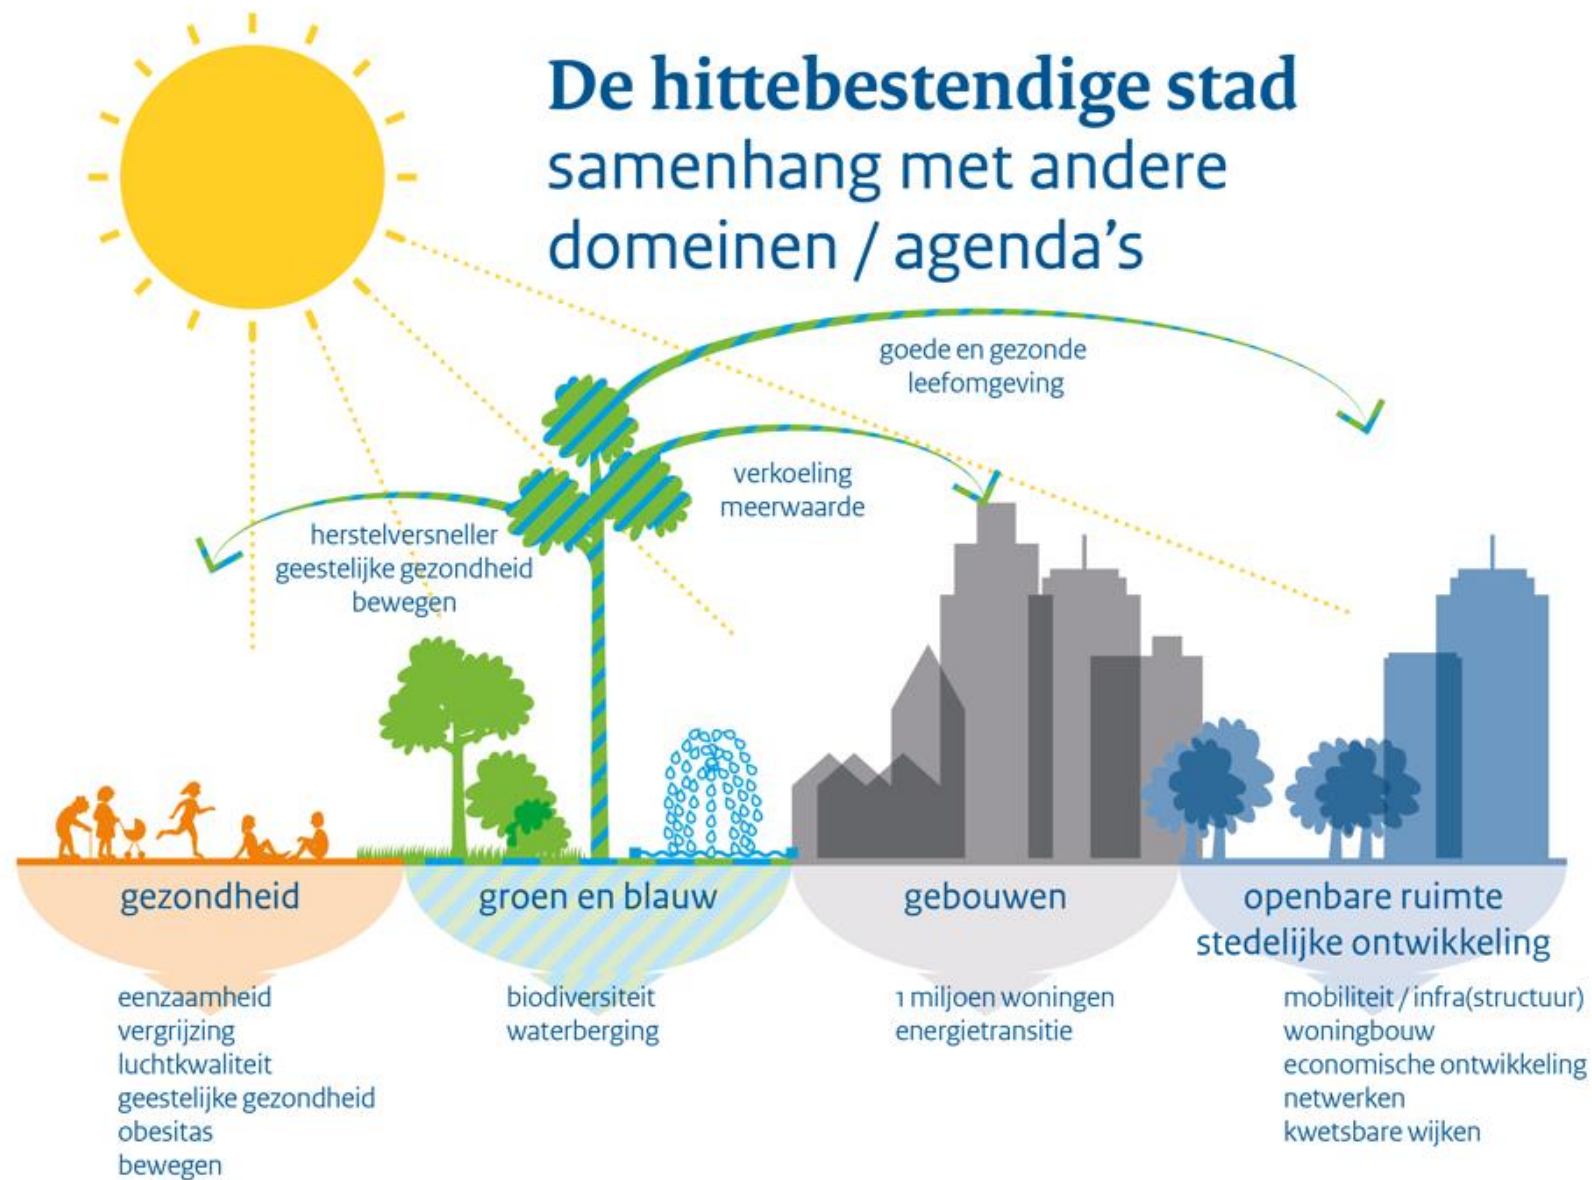 De hittebestendige stad
samenhang met andere
domeinen / agenda's
goede en gezonde
leefomgeving
verkoeling
meerwaarde
herstelversneller
geestelijke gezondheid
bewegen
gezondheid
eenzaamheid
vergrijzing
luchtkwaliteit
geestelijke gezondheid
obesitas
bewegen
groen en blauw
biodiversiteit
waterberging
gebouwen
1 miljoen woningen
energietransitie
openbare ruimte
stedelijke ontwikkeling
mobiliteit / infra(structuur)
woningbouw
economische ontwikkeling
netwerken
kwetsbare wijken